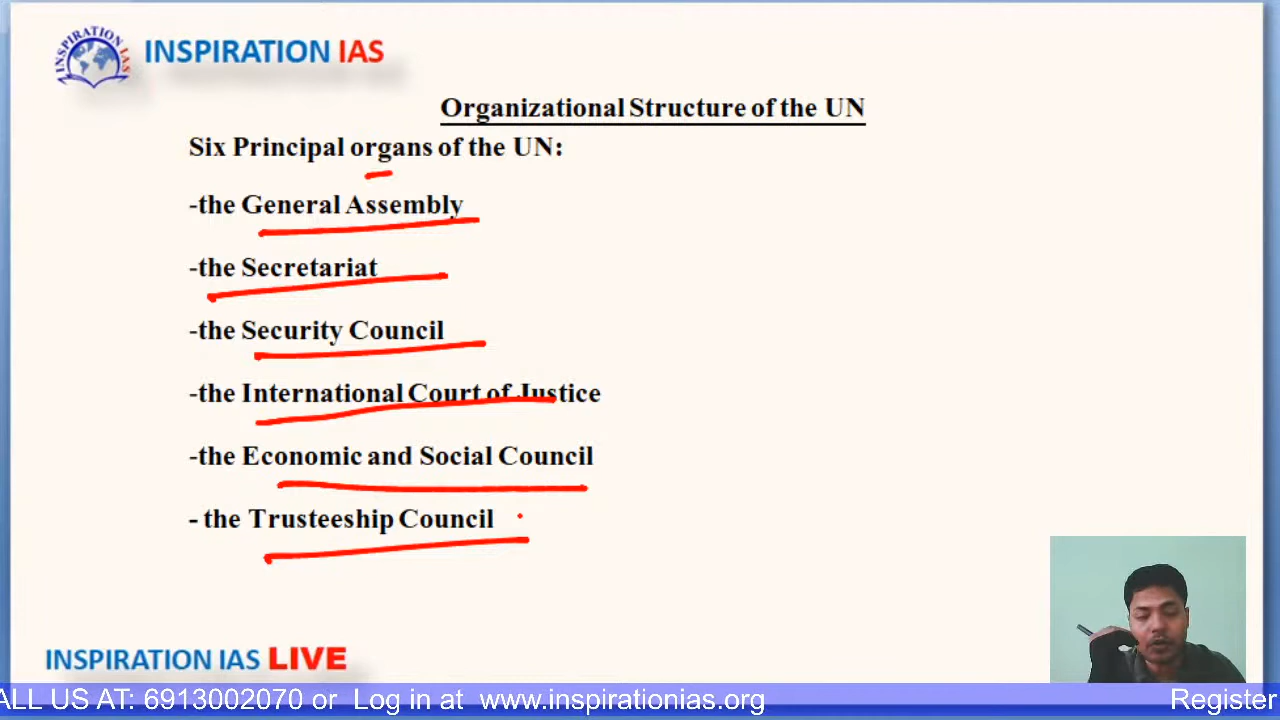 INSPIRATION IAS
INSPIRATION IAS
Organizational Structure of the UN
Six Principal organs of the UN:
-the General Assembly
-the Secretariat
-the Security Council
-the International Court of Justice
-the Economic and Social Council
- the Trusteeship Council
INSPIRATION IAS LIVE
ALL US AT: 6913002070 or Log in at www.inspirationias.org Register